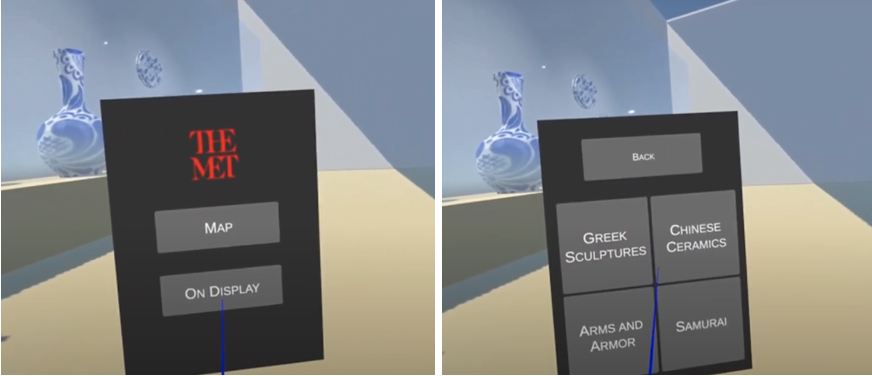 THE
MET
MAP
ON DISPLAY
BACK
GREEK
SCULPTURES
CHINESE
CERAMICS
ARMS AND
ARMOR
SAMURAI